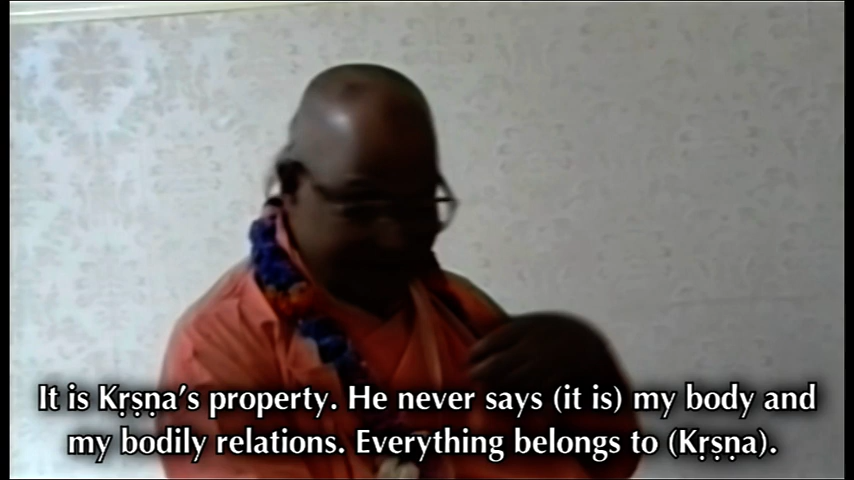 It is Kṛṣṇa’s property. He never says (it is) my body and
my bodily relations. Everything belongs to (Kṛṣṇa).